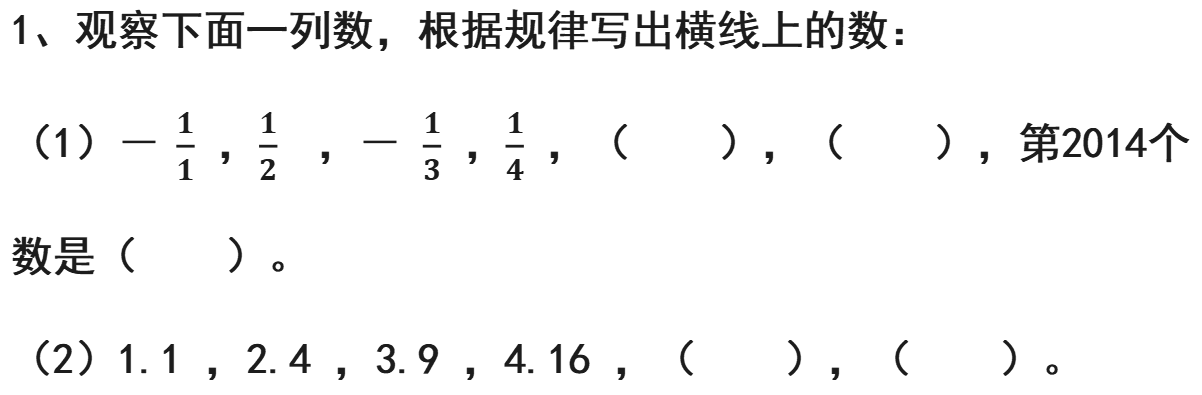 1、观察下面一列数，根据规律写出横线上的数：
（1）－1/1，1/2，－1/3，1/4，（　　），（　　），第2014个
数是（　　）。
（2）1.1，2.4，3.9，4.16，（　　），（　　）。